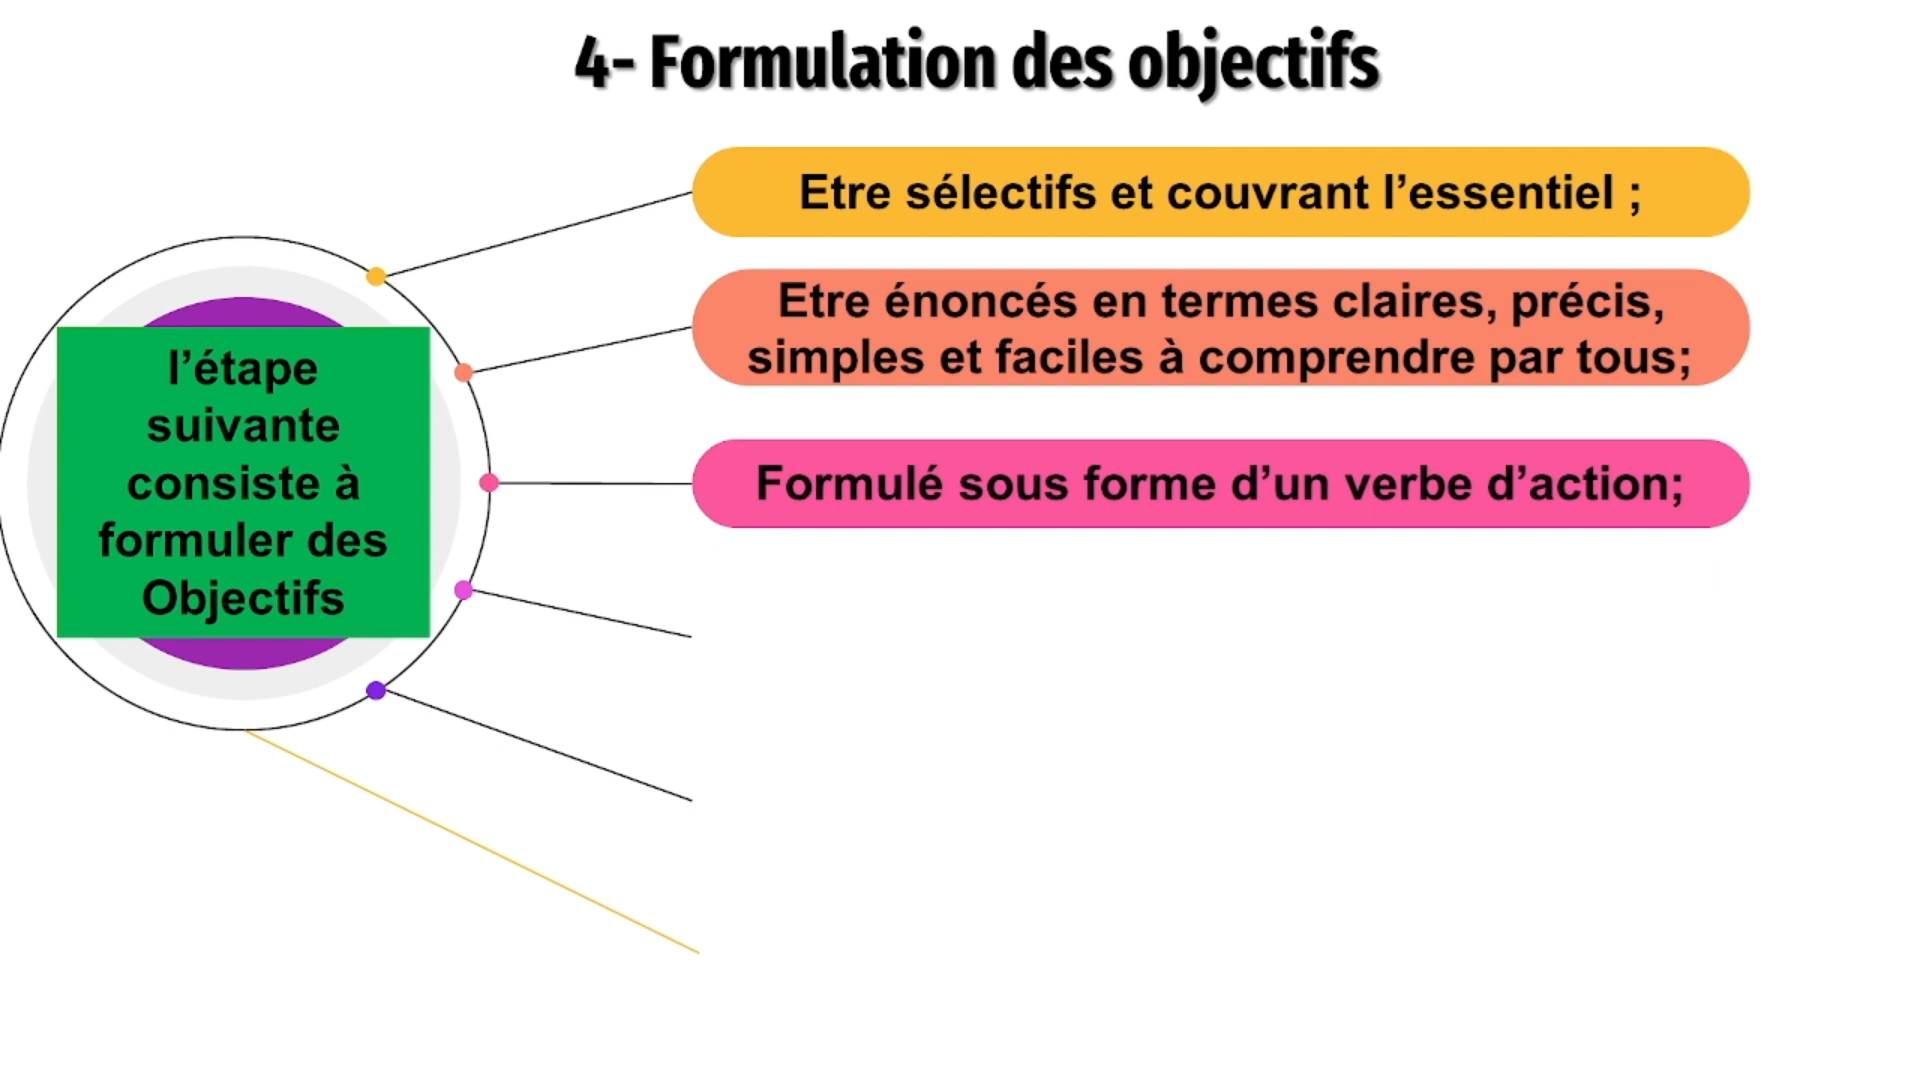 4- Formulation des objectifs
Etre sélectifs et couvrant l’essentiel ;
Etre énoncés en termes claires, précis,
simples et faciles à comprendre par tous;
l’étape
suivante
consiste à
formuler des
Objectifs
Formulé sous forme d’un verbe d’action;